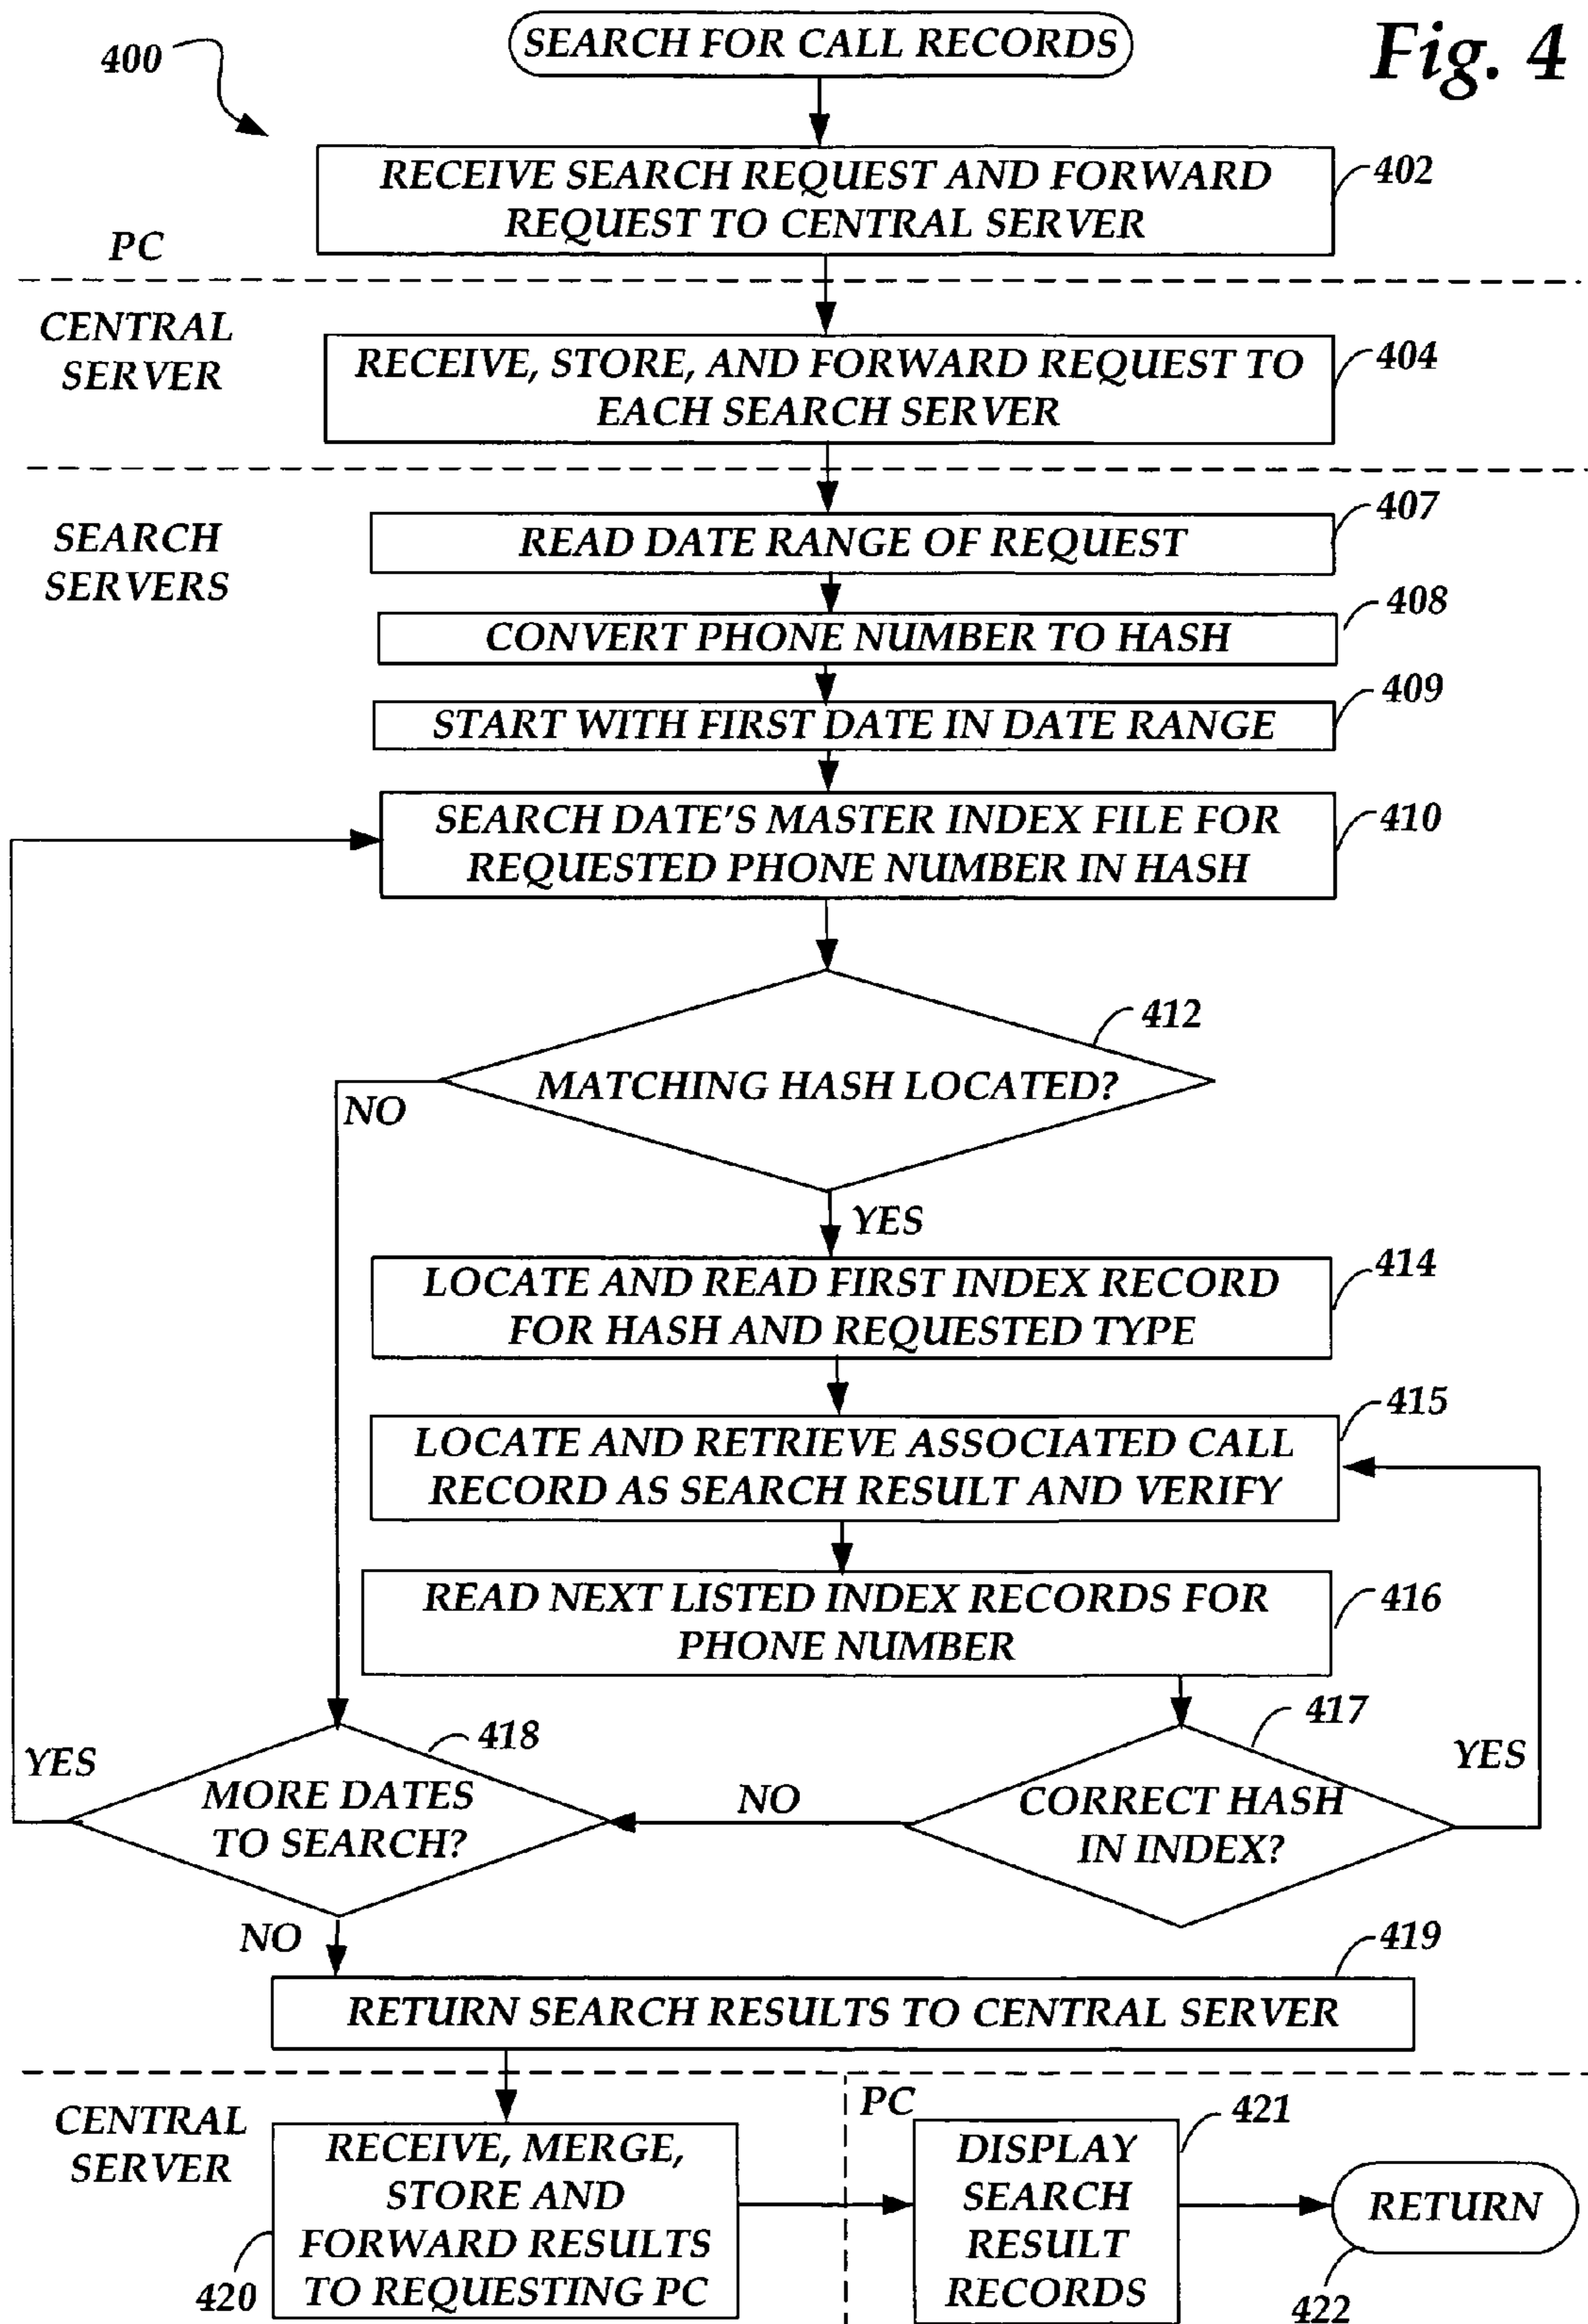 SEARCH FOR CALL RECORDS
Fig. 4
400
RECEIVE SEARCH REQUEST AND FORWARD
REQUEST TO CENTRAL SERVER
402
PC
CENTRAL
SERVER
RECEIVE, STORE, AND FORWARD REQUEST TO
EACH SEARCH SERVER
404
SEARCH
SERVERS
READ DATE RANGE OF REQUEST
407
CONVERT PHONE NUMBER TO HASH
408
START WITH FIRST DATE IN DATE RANGE
409
SEARCH DATE'S MASTER INDEX FILE FOR
REQUESTED PHONE NUMBER IN HASH
410
MATCHING HASH LOCATED?
412
NO
YES
LOCATE AND READ FIRST INDEX RECORD
FOR HASH AND REQUESTED TYPE
414
LOCATE AND RETRIEVE ASSOCIATED CALL
RECORD AS SEARCH RESULT AND VERIFY
415
READ NEXT LISTED INDEX RECORDS FOR
PHONE NUMBER
416
YES
MORE DATES
TO SEARCH?
418
NO
CORRECT HASH
IN INDEX?
417
YES
NO
RETURN SEARCH RESULTS TO CENTRAL SERVER
419
CENTRAL
SERVER
RECEIVE, MERGE,
STORE AND
FORWARD RESULTS
TO REQUESTING PC
420
PC
DISPLAY
SEARCH
RESULT
RECORDS
421
RETURN
422